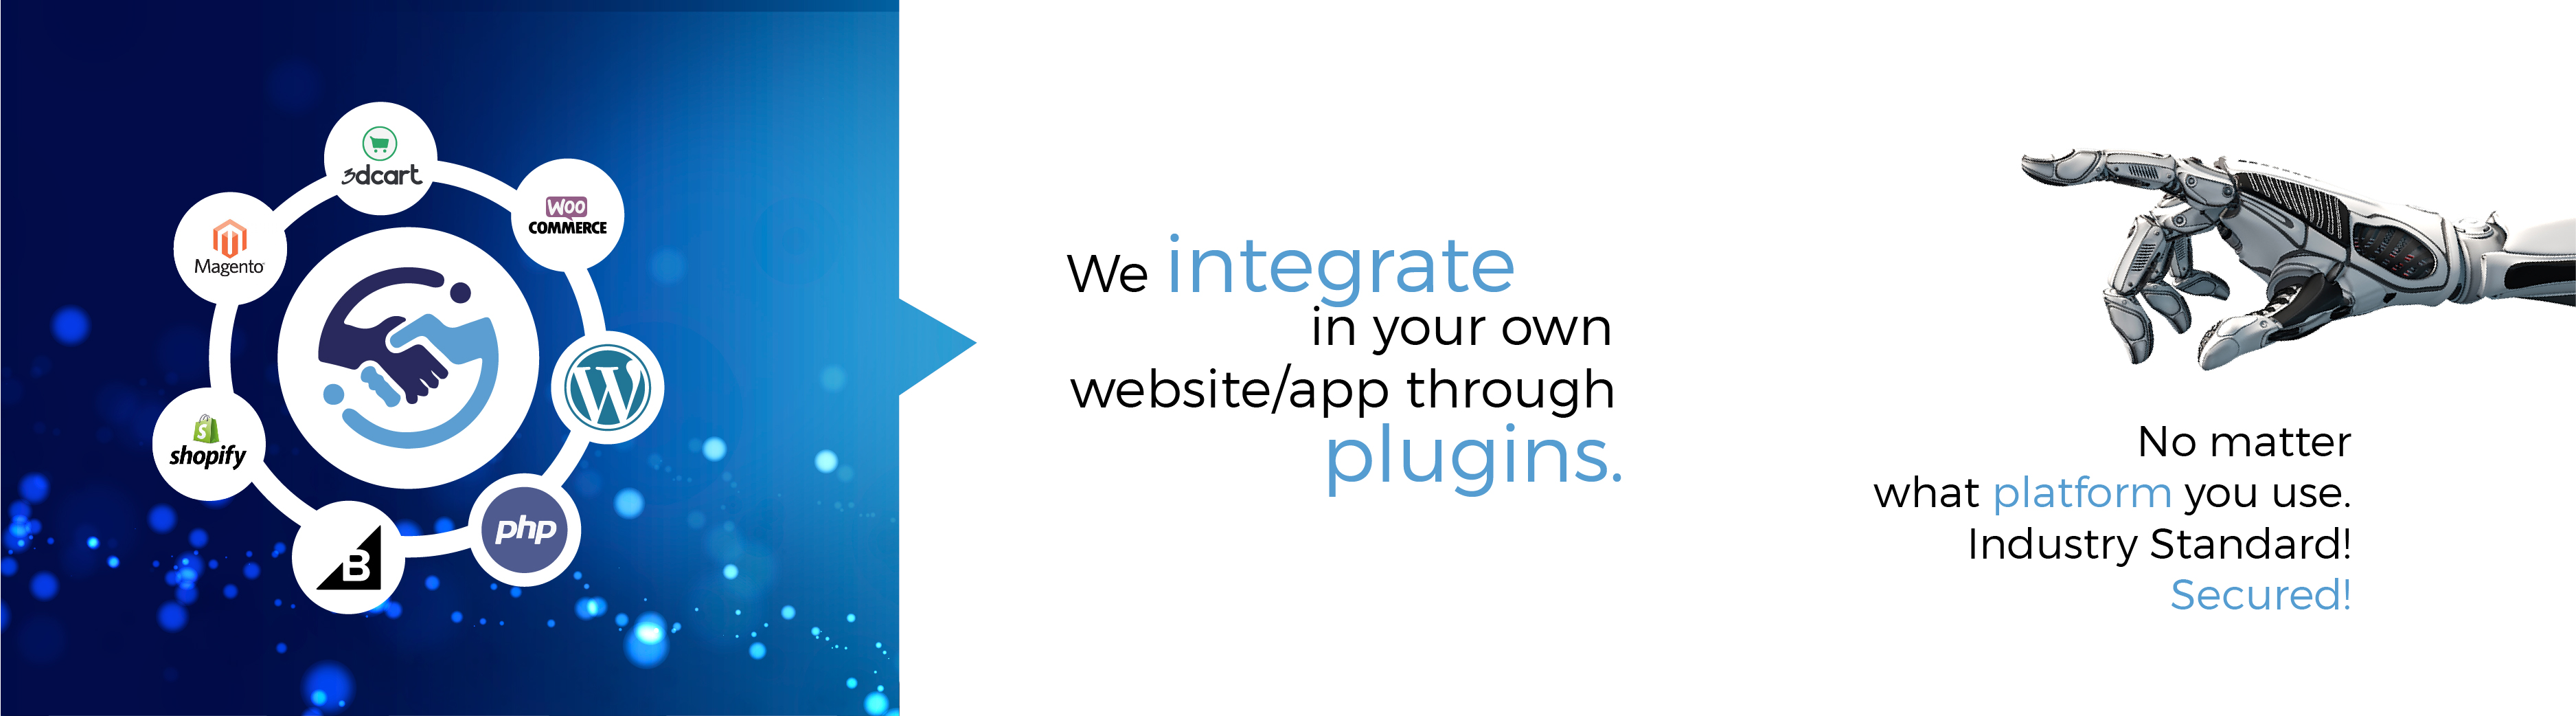 3dcart
WOO
COMMERCE
Magento
W
shopify
B
php
We integrate
in your own
website/app through
plugins.
No matter
what platform you use.
Industry Standard!
Secured!